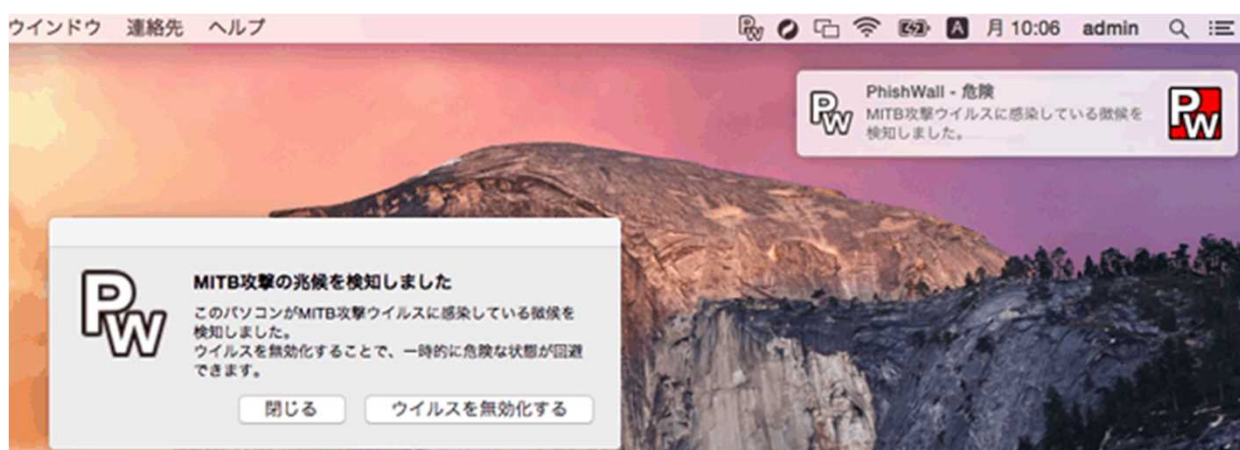 ウインドウ 連絡先 ヘルプ
PW A 月 10:06 admin
PW
PhishWall - 危険
MITB攻撃ウイルスに感染している徴候を
検知しました。
PW
PW
MITB攻撃の兆候を検知しました
このパソコンがMITB攻撃ウイルスに感染している徴候を
検知しました。
ウイルスを無効化することで、一時的に危険な状態が回避
できます。
閉じる ウイルスを無効化する